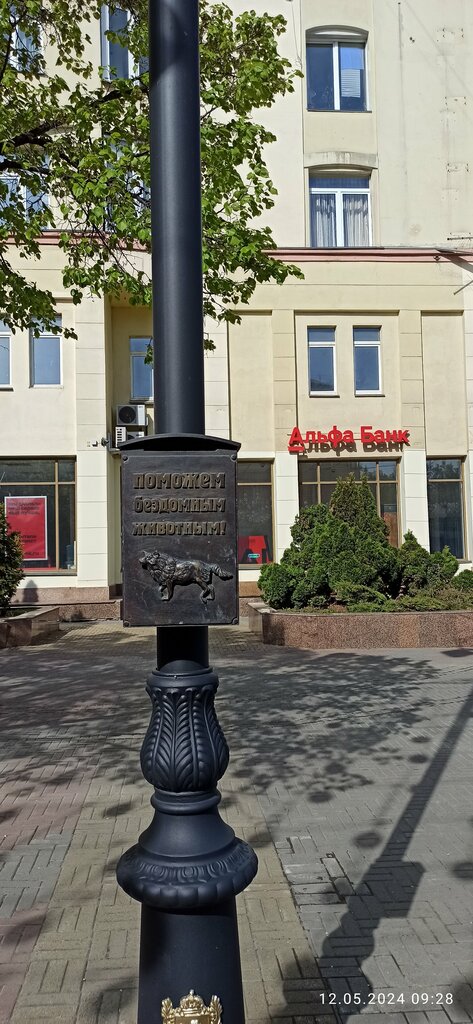 Альфа Банк
ПОМОЖЕМ
бездомным
животным!
12.05.2024 09:28